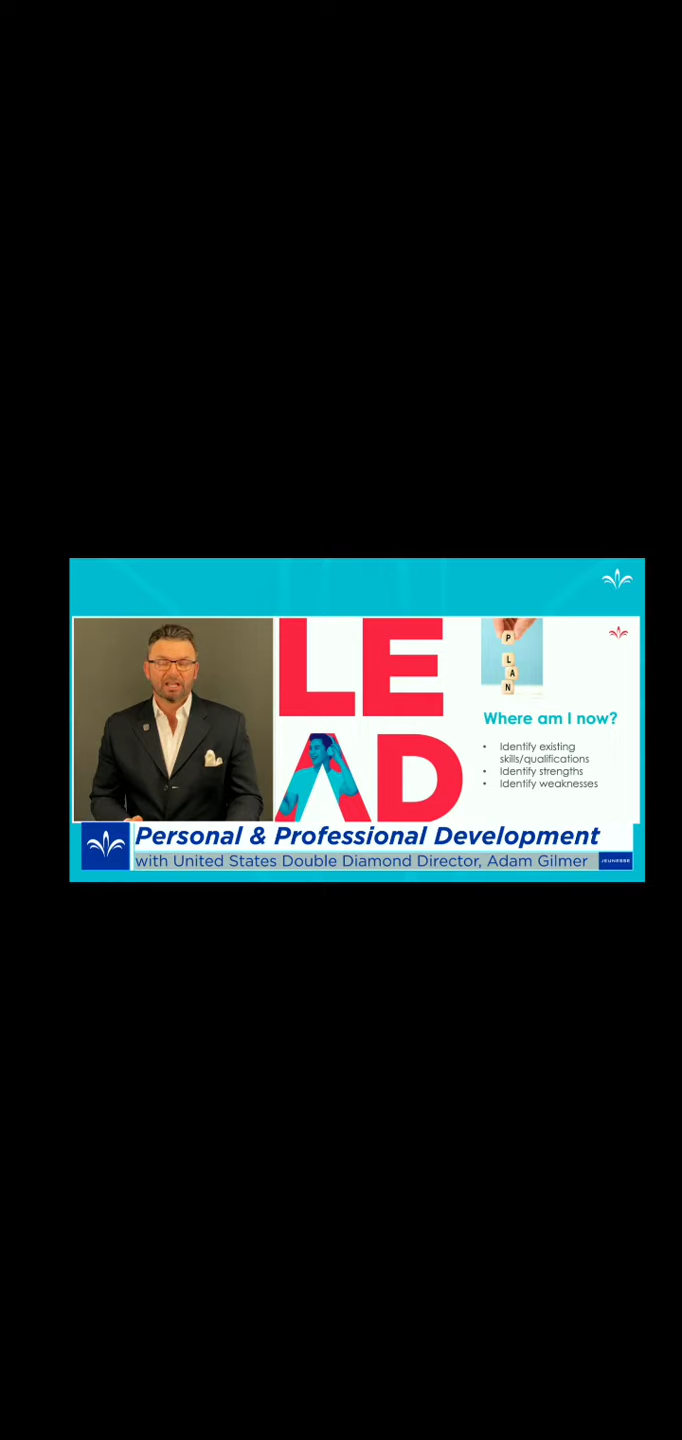 LE
AD
P
L
A
N
Where am I now?
• Identify existing
skills/qualifications
• Identify strengths
• Identify weaknesses
Personal & Professional Development
with United States Double Diamond Director, Adam Gilmer
JEUNESSE